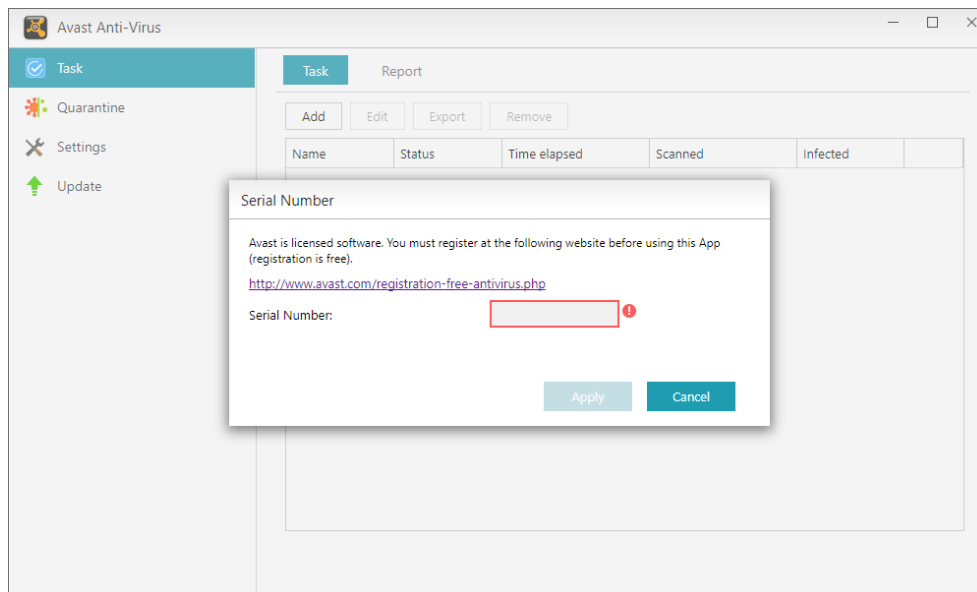 Avast Anti-Virus
Task
Quarantine
Settings
Update
Task Report
Add Edit Export Remove
Name Status Time elapsed Scanned Infected
Serial Number
Avast is licensed software. You must register at the following website before using this App
(registration is free).
http://www.avast.com/registration-free-antivirus.php
Serial Number:
Apply Cancel